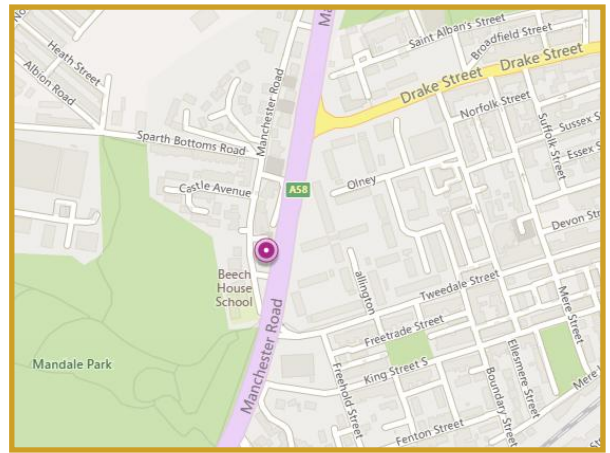 Heath Street
Albion Road
Sparth Bottoms Road
Manchester Road
Castle Avenue
A58
Beech
House
School
Mandale Park
Manchester Road
Saint Alban's Street
Broadfield Street
Drake Street
Drake Street
Norfolk Street
Suffolk Street
Sussex S
Essex S
Olney
Devon St
allington
Tweedale Street
Freetrade Street
King Street S
Mere Street
Freehold Street
Fenton Street
Boundary Street
Ellesmere Street
Mere